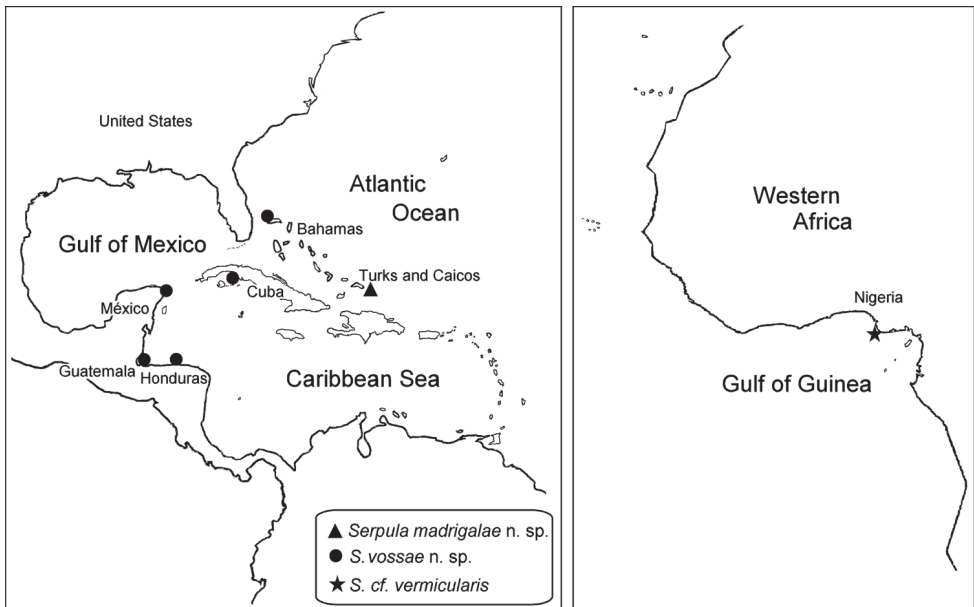 United States
Atlantic
Ocean
Gulf of Mexico
Bahamas
Turks and Caicos
Cuba
México
Guatemala
Honduras
Caribbean Sea
Serpula madrigalae n. sp.
S. vossae n. sp.
S. cf. vermicularis
Western
Africa
Nigeria
Gulf of Guinea